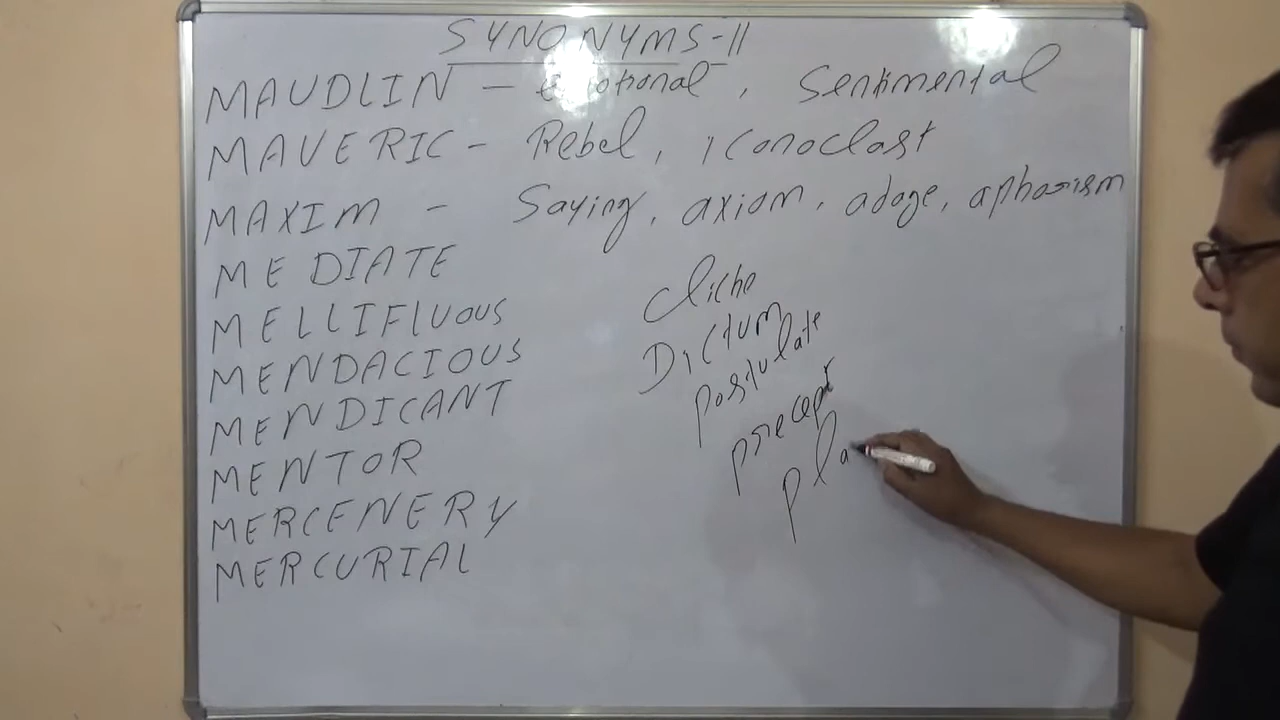 SYNONYMS-II
MAUDLIN - Emotional, Sentimental
MAVERIC - Rebel, iconoclast
MAXIM - Saying, axiom, adage, aphorism
MEDIATE
Cliche
MELLIFLUOUS
Dictum
MENDACIOUS
postulate
MENDICANT
precept
MENTOR
pla
MERCENERY
MERCURIAL